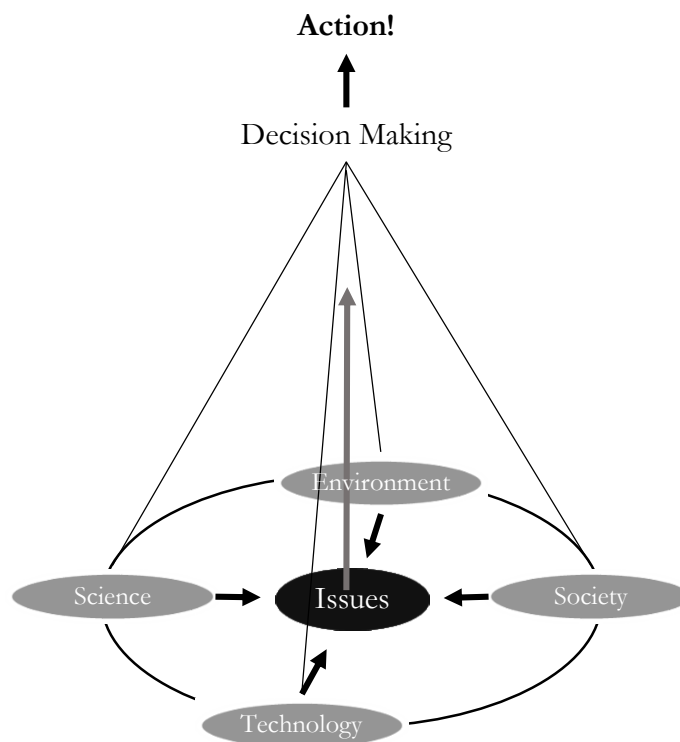 Action!
Decision Making
Environment
Science
Issues
Society
Technology